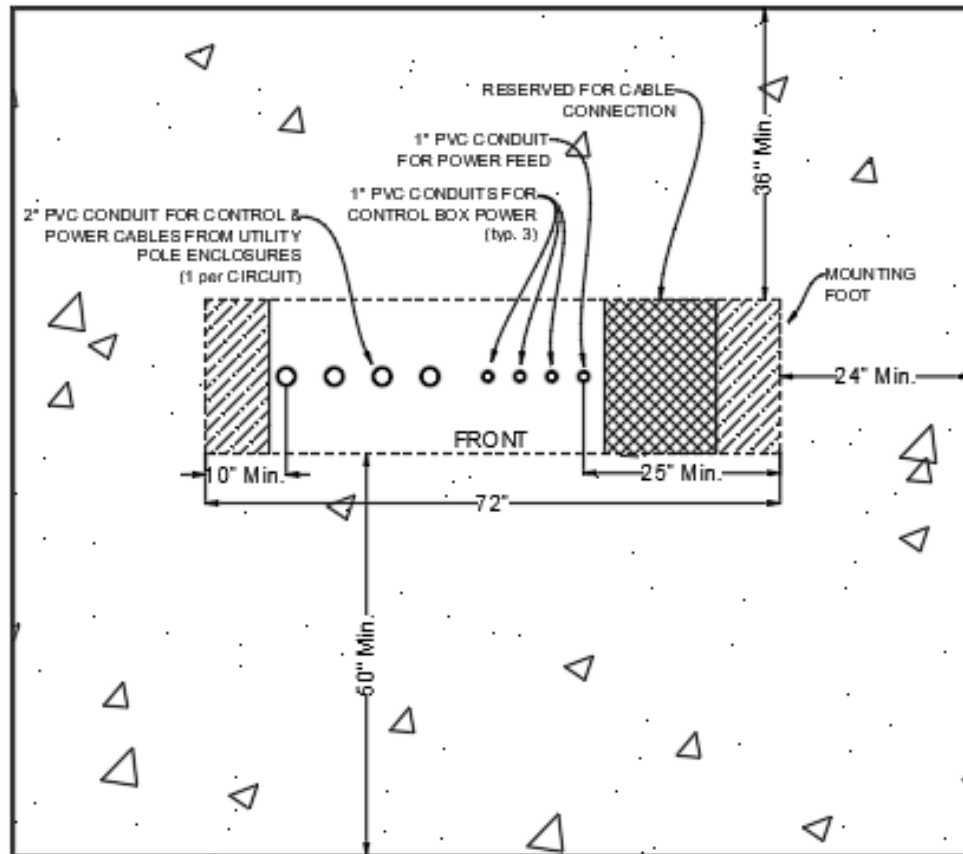 RESERVED FOR CABLE
CONNECTION
36" Min.
1" PVC CONDUIT
FOR POWER FEED
1" PVC CONDUITS FOR
CONTROL BOX POWER
(typ. 3)
2" PVC CONDUIT FOR CONTROL &
POWER CABLES FROM UTILITY
POLE ENCLOSURES
(1 per CIRCUIT)
MOUNTING
FOOT
24" Min.
FRONT
10" Min.
25" Min.
72"
50" Min.